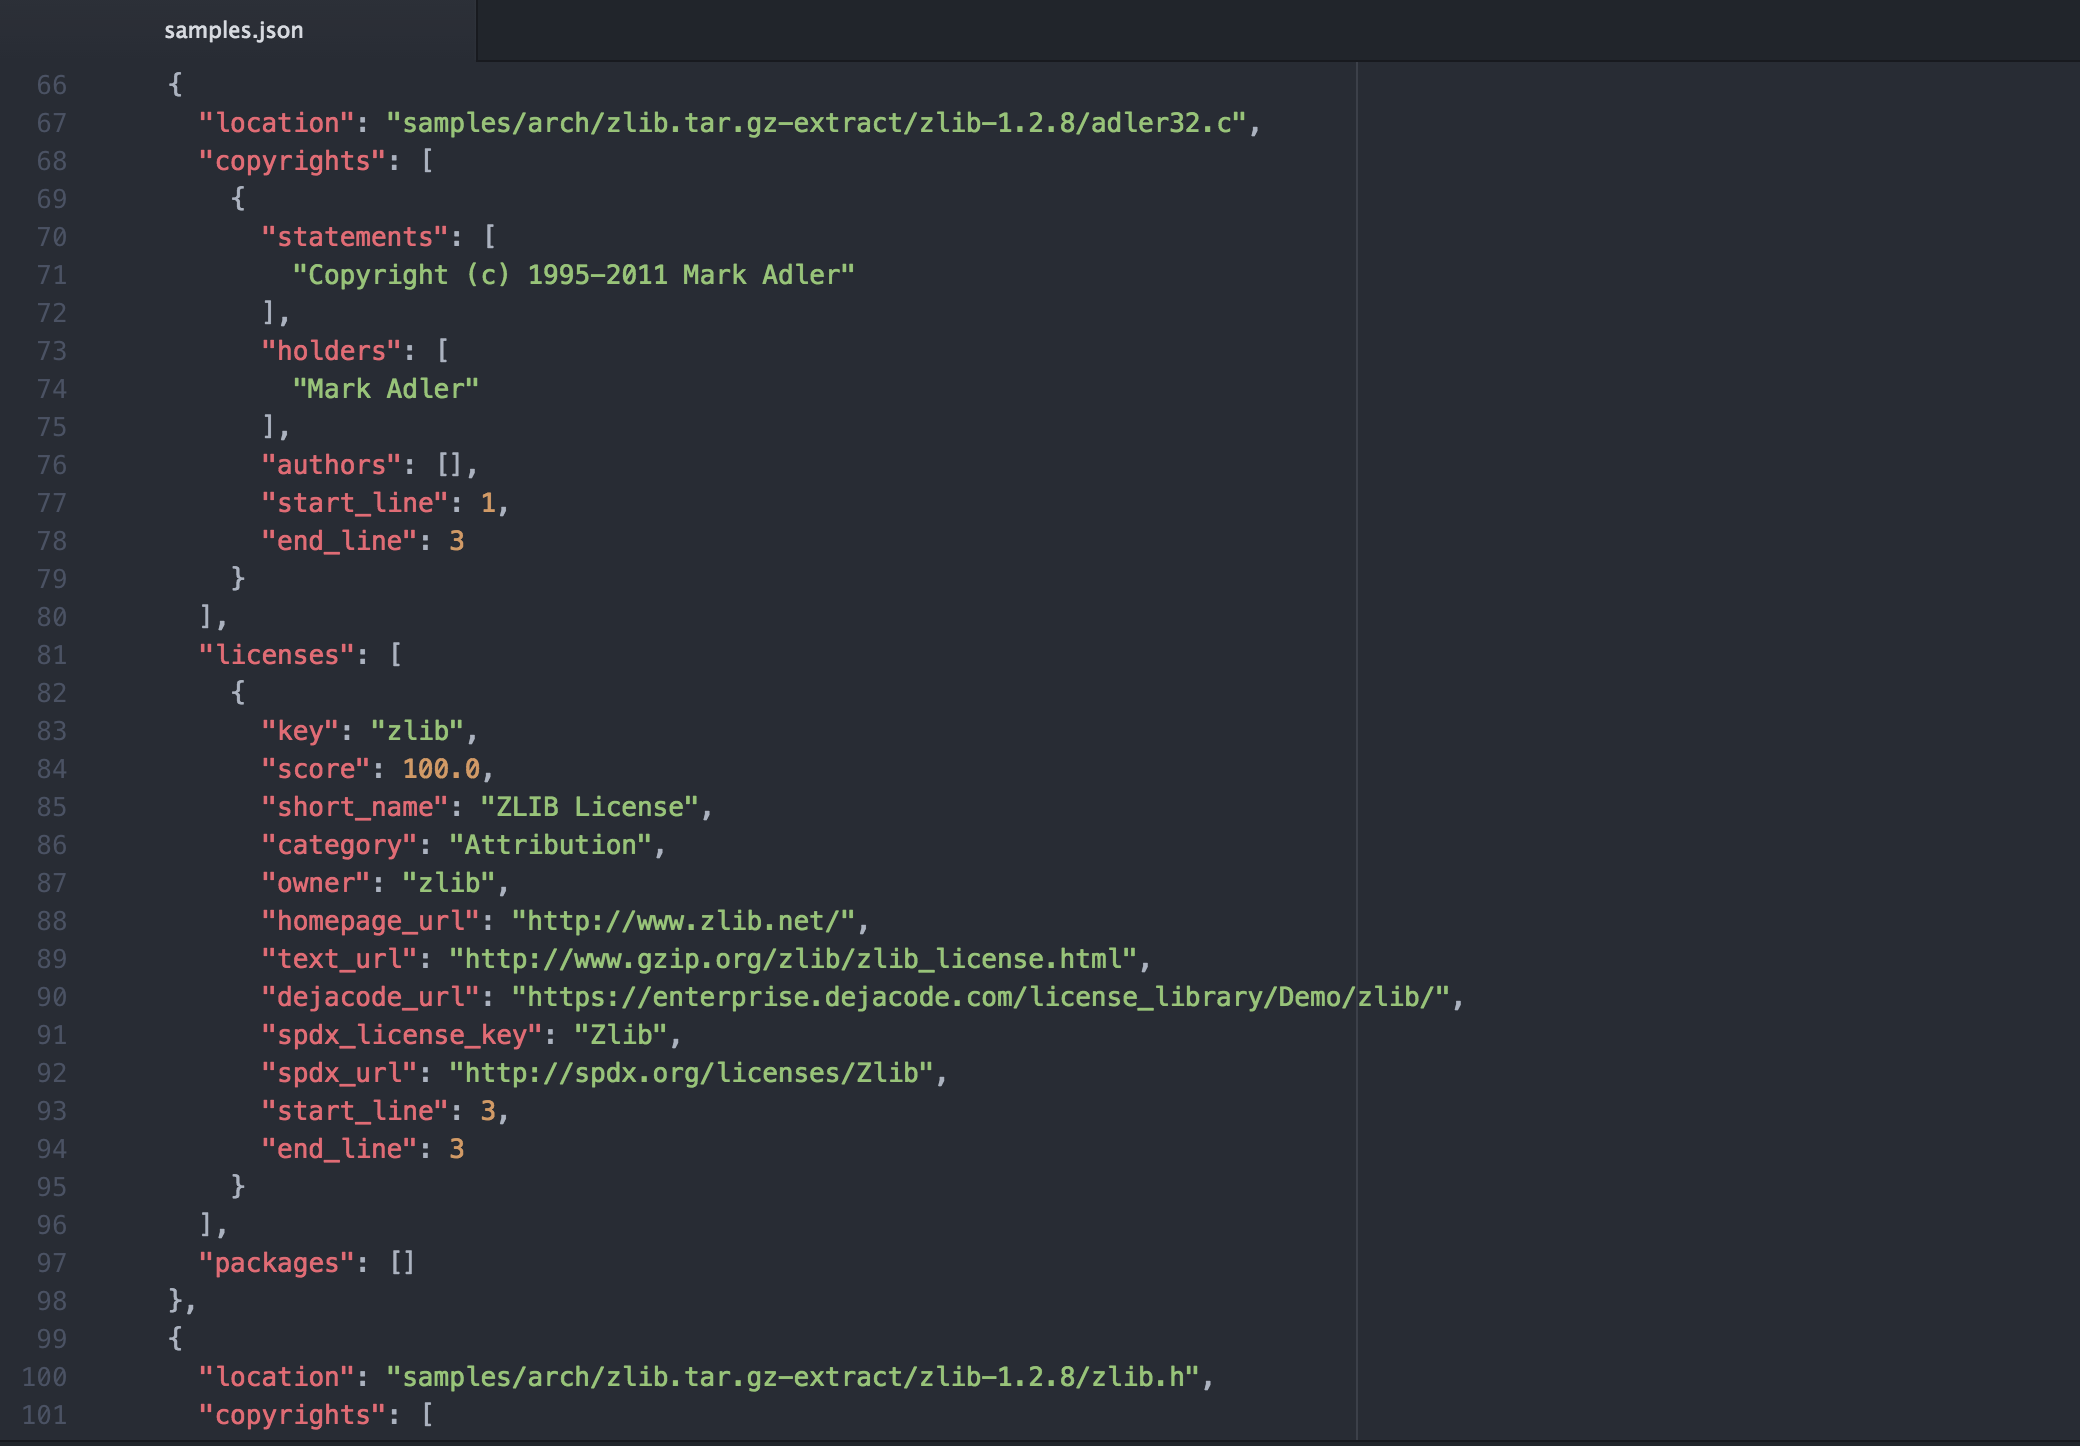 samples.json
66 {
67 "location": "samples/arch/zlib.tar.gz-extract/zlib-1.2.8/adler32.c",
68 "copyrights": [
69 {
70 "statements": [
71 "Copyright (c) 1995-2011 Mark Adler"
72 ],
73 "holders": [
74 "Mark Adler"
75 ],
76 "authors": [],
77 "start_line": 1,
78 "end_line": 3
79 }
80 ],
81 "licenses": [
82 {
83 "key": "zlib",
84 "score": 100.0,
85 "short_name": "ZLIB License",
86 "category": "Attribution",
87 "owner": "zlib",
88 "homepage_url": "http://www.zlib.net/",
89 "text_url": "http://www.gzip.org/zlib/zlib_license.html",
90 "dejacode_url": "https://enterprise.dejacode.com/license_library/Demo/zlib/",
91 "spdx_license_key": "Zlib",
92 "spdx_url": "http://spdx.org/licenses/Zlib",
93 "start_line": 3,
94 "end_line": 3
95 }
96 ],
97 "packages": []
98 },
99 {
100 "location": "samples/arch/zlib.tar.gz-extract/zlib-1.2.8/zlib.h",
101 "copyrights": [